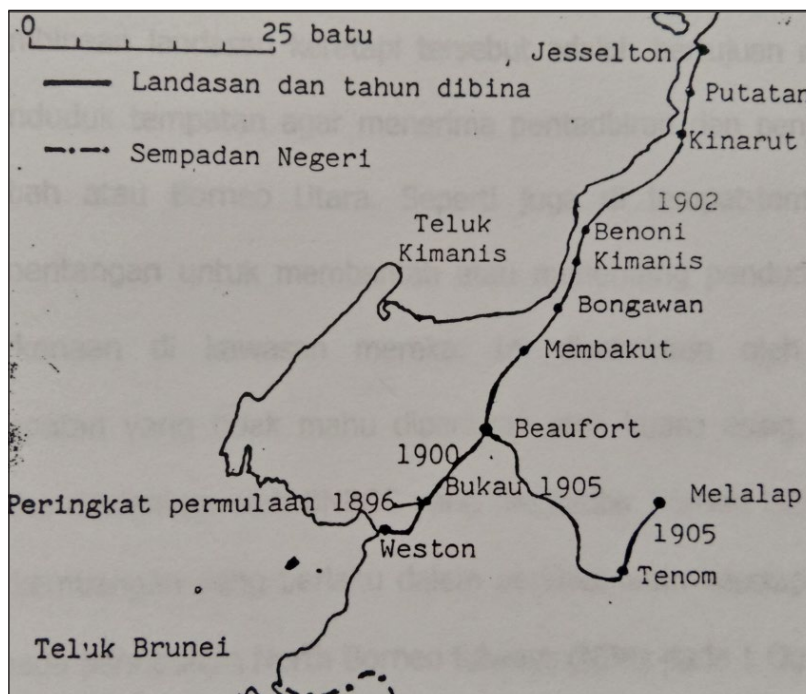 0 25 batu
Landasan dan tahun dibina
Sempadan Negeri
Jesselton
Putatan
Kinarut
1902
Teluk
Kimanis
Benoni
Kimanis
Bongawan
Membakut
Beaufort
1900
Bukau 1905
Peringkat permulaan 1896
Weston
Melalap
1905
Tenom
Teluk Brunei